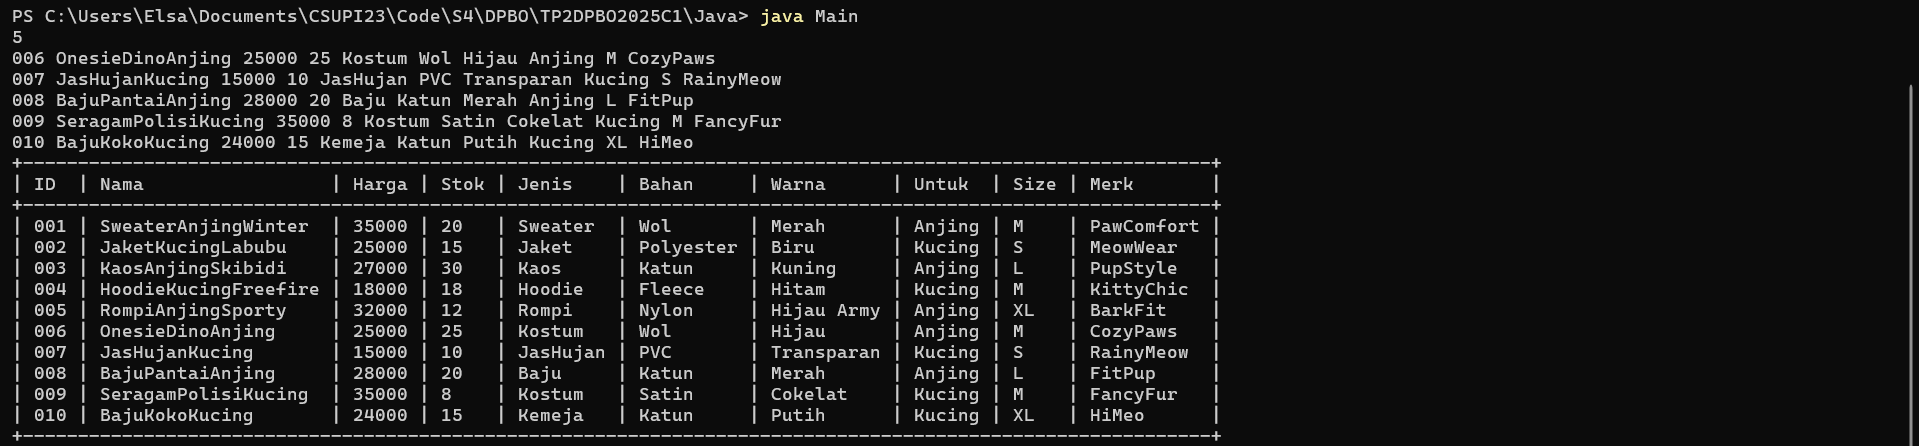 PS C:\Users\Elsa\Documents\CSUPI23\Code\S4\DPBO\TP2DPBO2025C1\Java> java Main
5
006 OnesieDinoAnjing 25000 25 Kostum Wol Hijau Anjing M CozyPaws
007 JasHujanKucing 15000 10 JasHujan PVC Transparan Kucing S RainyMeow
008 BajuPantaiAnjing 28000 20 Baju Katun Merah Anjing L FitPup
009 SeragamPolisiKucing 35000 8 Kostum Satin Cokelat Kucing M FancyFur
010 BajuKokoKucing 24000 15 Kemeja Katun Putih Kucing XL HiMeo
+------------------------------------------------------------------------------------------------------------+
| ID  | Nama                 | Harga | Stok | Jenis    | Bahan     | Warna      | Untuk  | Size | Merk       |
+------------------------------------------------------------------------------------------------------------+
| 001 | SweaterAnjingWinter  | 35000 | 20   | Sweater  | Wol       | Merah      | Anjing | M    | PawComfort |
| 002 | JaketKucingLabubu    | 25000 | 15   | Jaket    | Polyester | Biru       | Kucing | S    | MeowWear   |
| 003 | KaosAnjingSkibidi    | 27000 | 30   | Kaos     | Katun     | Kuning     | Anjing | L    | PupStyle   |
| 004 | HoodieKucingFreefire | 18000 | 18   | Hoodie   | Fleece    | Hitam      | Kucing | M    | KittyChic  |
| 005 | RompiAnjingSporty    | 32000 | 12   | Rompi    | Nylon     | Hijau Army | Anjing | XL   | BarkFit    |
| 006 | OnesieDinoAnjing     | 25000 | 25   | Kostum   | Wol       | Hijau      | Anjing | M    | CozyPaws   |
| 007 | JasHujanKucing       | 15000 | 10   | JasHujan | PVC       | Transparan | Kucing | S    | RainyMeow  |
| 008 | BajuPantaiAnjing     | 28000 | 20   | Baju     | Katun     | Merah      | Anjing | L    | FitPup     |
| 009 | SeragamPolisiKucing  | 35000 | 8    | Kostum   | Satin     | Cokelat    | Kucing | M    | FancyFur   |
| 010 | BajuKokoKucing       | 24000 | 15   | Kemeja   | Katun     | Putih      | Kucing | XL   | HiMeo      |
+------------------------------------------------------------------------------------------------------------+